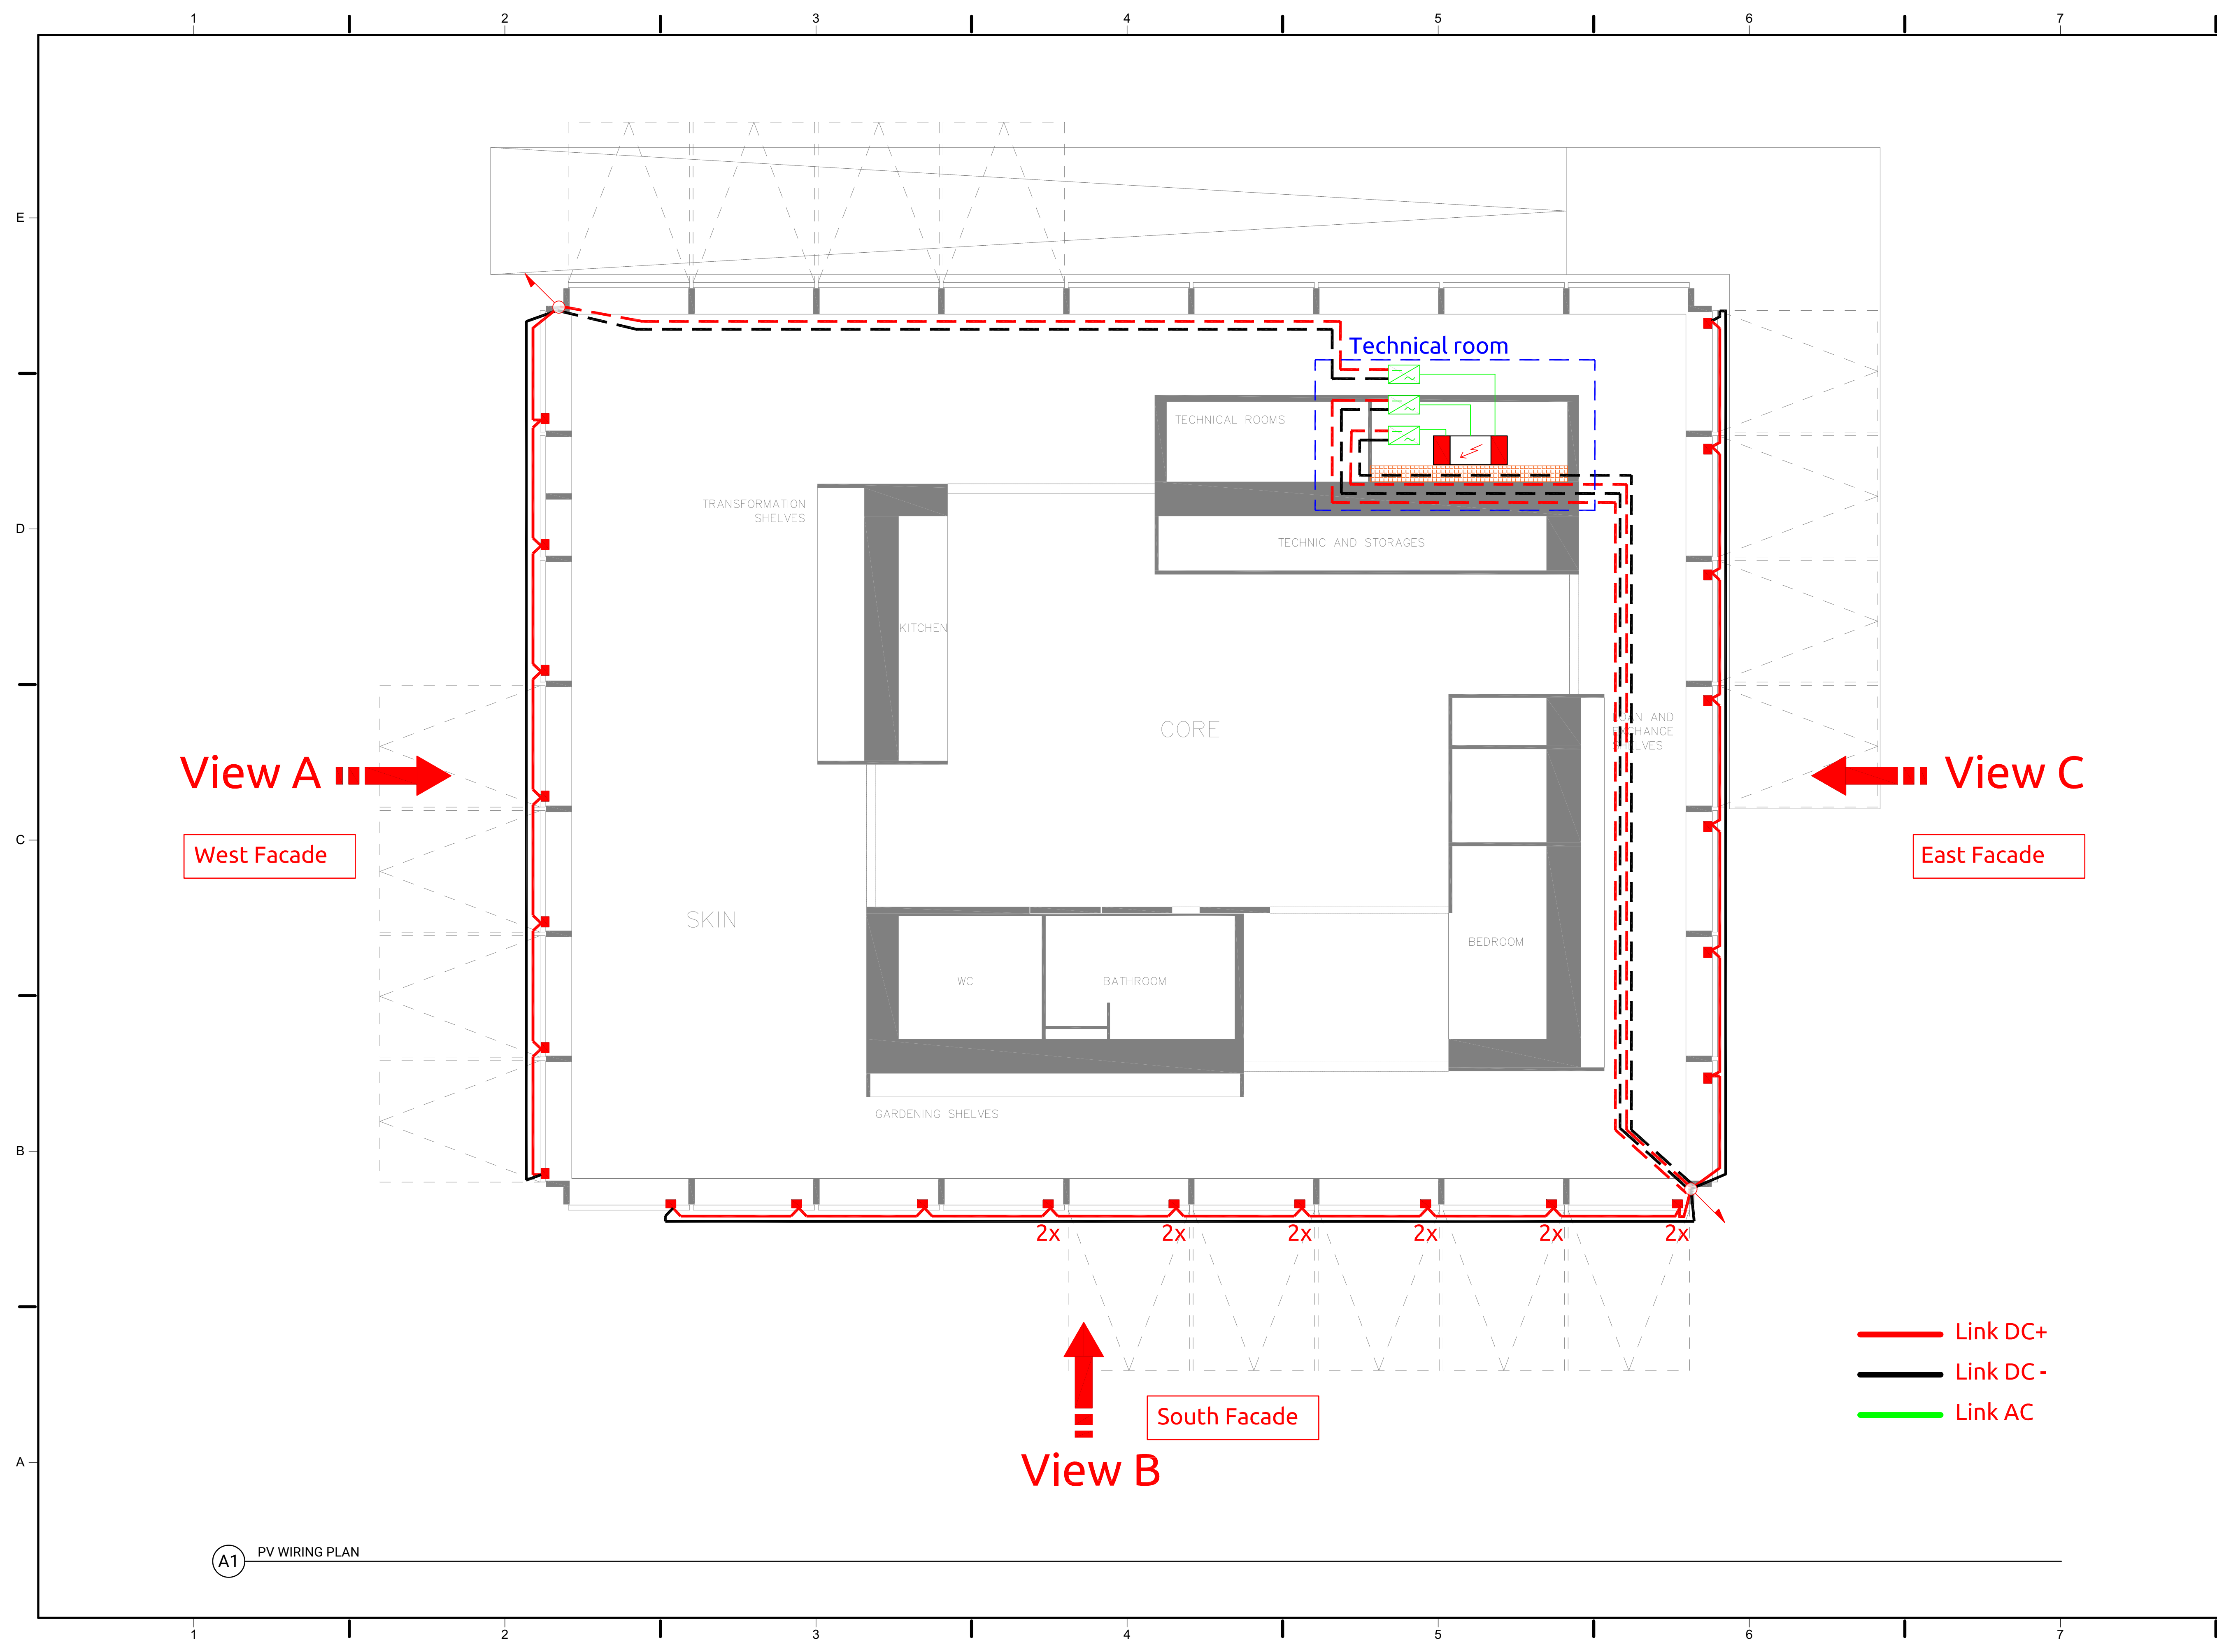 1 2 3 4 5 6 7
E
Technical room
TECHNICAL ROOMS
TRANSFORMATION
SHELVES
D
TECHNIC AND STORAGES
KITCHEN
CORE
EXCHANGE
View A
View C
C
West Facade
East Facade
SKIN
BEDROOM
WC
BATHROOM
GARDENING SHELVES
B
2x 2x 2x 2x 2x 2x
Link DC+
Link DC -
South Facade
Link AC
A
View B
A1 PV WIRING PLAN
1 2 3 4 5 6 7